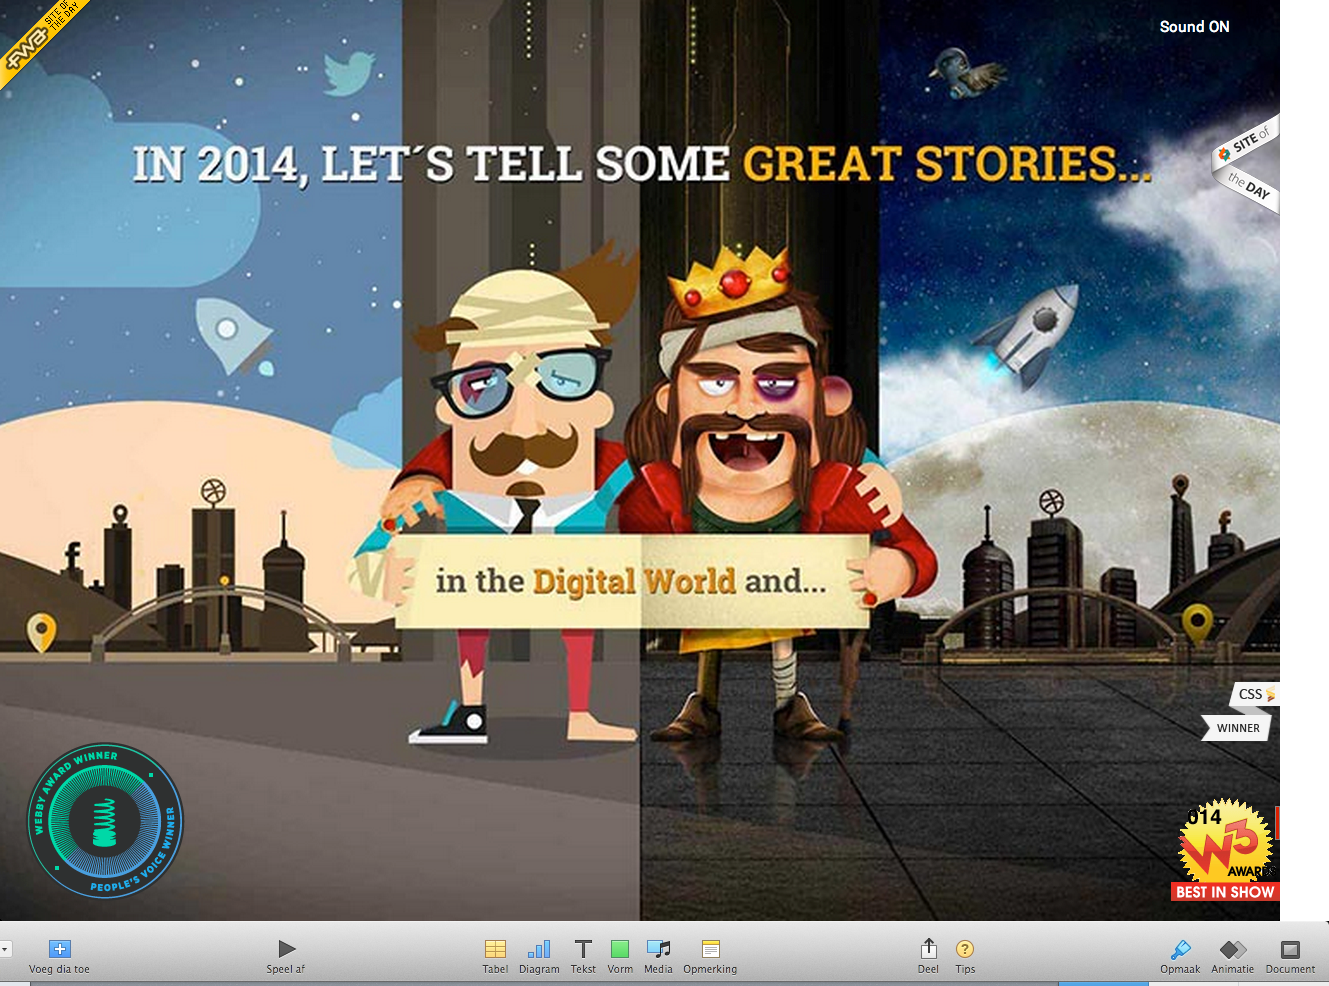 FWA SITE OF
THE DAY
Sound ON
IN 2014, LET´S TELL SOME GREAT STORIES...
SITE of
the DAY
in the Digital World and...
CSS
WINNER
WEBBY AWARD WINNER
PEOPLE'S VOICE WINNER
014
W3
AWARDS
BEST IN SHOW
Voeg dia toe
Speel af
Tabel
Diagram
Tekst
Vorm
Media
Opmerking
Deel
Tips
Opmaak
Animatie
Document